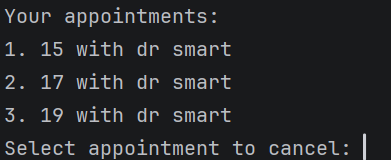 Your appointments:
1. 15 with dr smart
2. 17 with dr smart
3. 19 with dr smart
Select appointment to cancel: